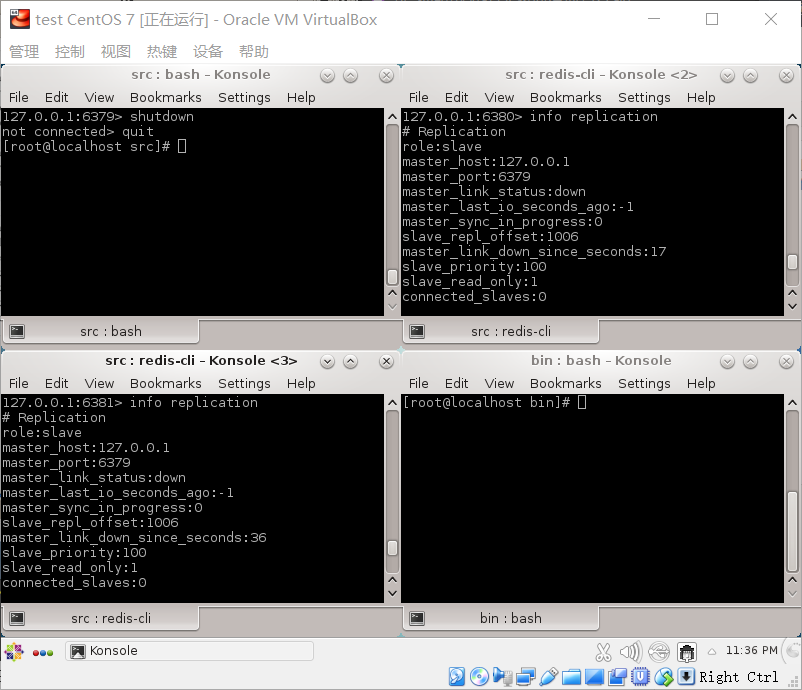 test CentOS 7 [正在运行] - Oracle VM VirtualBox
管理 控制 视图 热键 设备 帮助
src : bash – Konsole
File Edit View Bookmarks Settings Help
127.0.0.1:6379> shutdown
not connected> quit
[root@localhost src]#
src : bash
src : redis-cli – Konsole <2>
File Edit View Bookmarks Settings Help
127.0.0.1:6380> info replication
# Replication
role:slave
master_host:127.0.0.1
master_port:6379
master_link_status:down
master_last_io_seconds_ago:-1
master_sync_in_progress:0
slave_repl_offset:1006
master_link_down_since_seconds:17
slave_priority:100
slave_read_only:1
connected_slaves:0
src : redis-cli
src : redis-cli – Konsole <3>
File Edit View Bookmarks Settings Help
127.0.0.1:6381> info replication
# Replication
role:slave
master_host:127.0.0.1
master_port:6379
master_link_status:down
master_last_io_seconds_ago:-1
master_sync_in_progress:0
slave_repl_offset:1006
master_link_down_since_seconds:36
slave_priority:100
slave_read_only:1
connected_slaves:0
src : redis-cli
bin : bash – Konsole
File Edit View Bookmarks Settings Help
[root@localhost bin]#
bin : bash
Konsole
11:36 PM
Right Ctrl